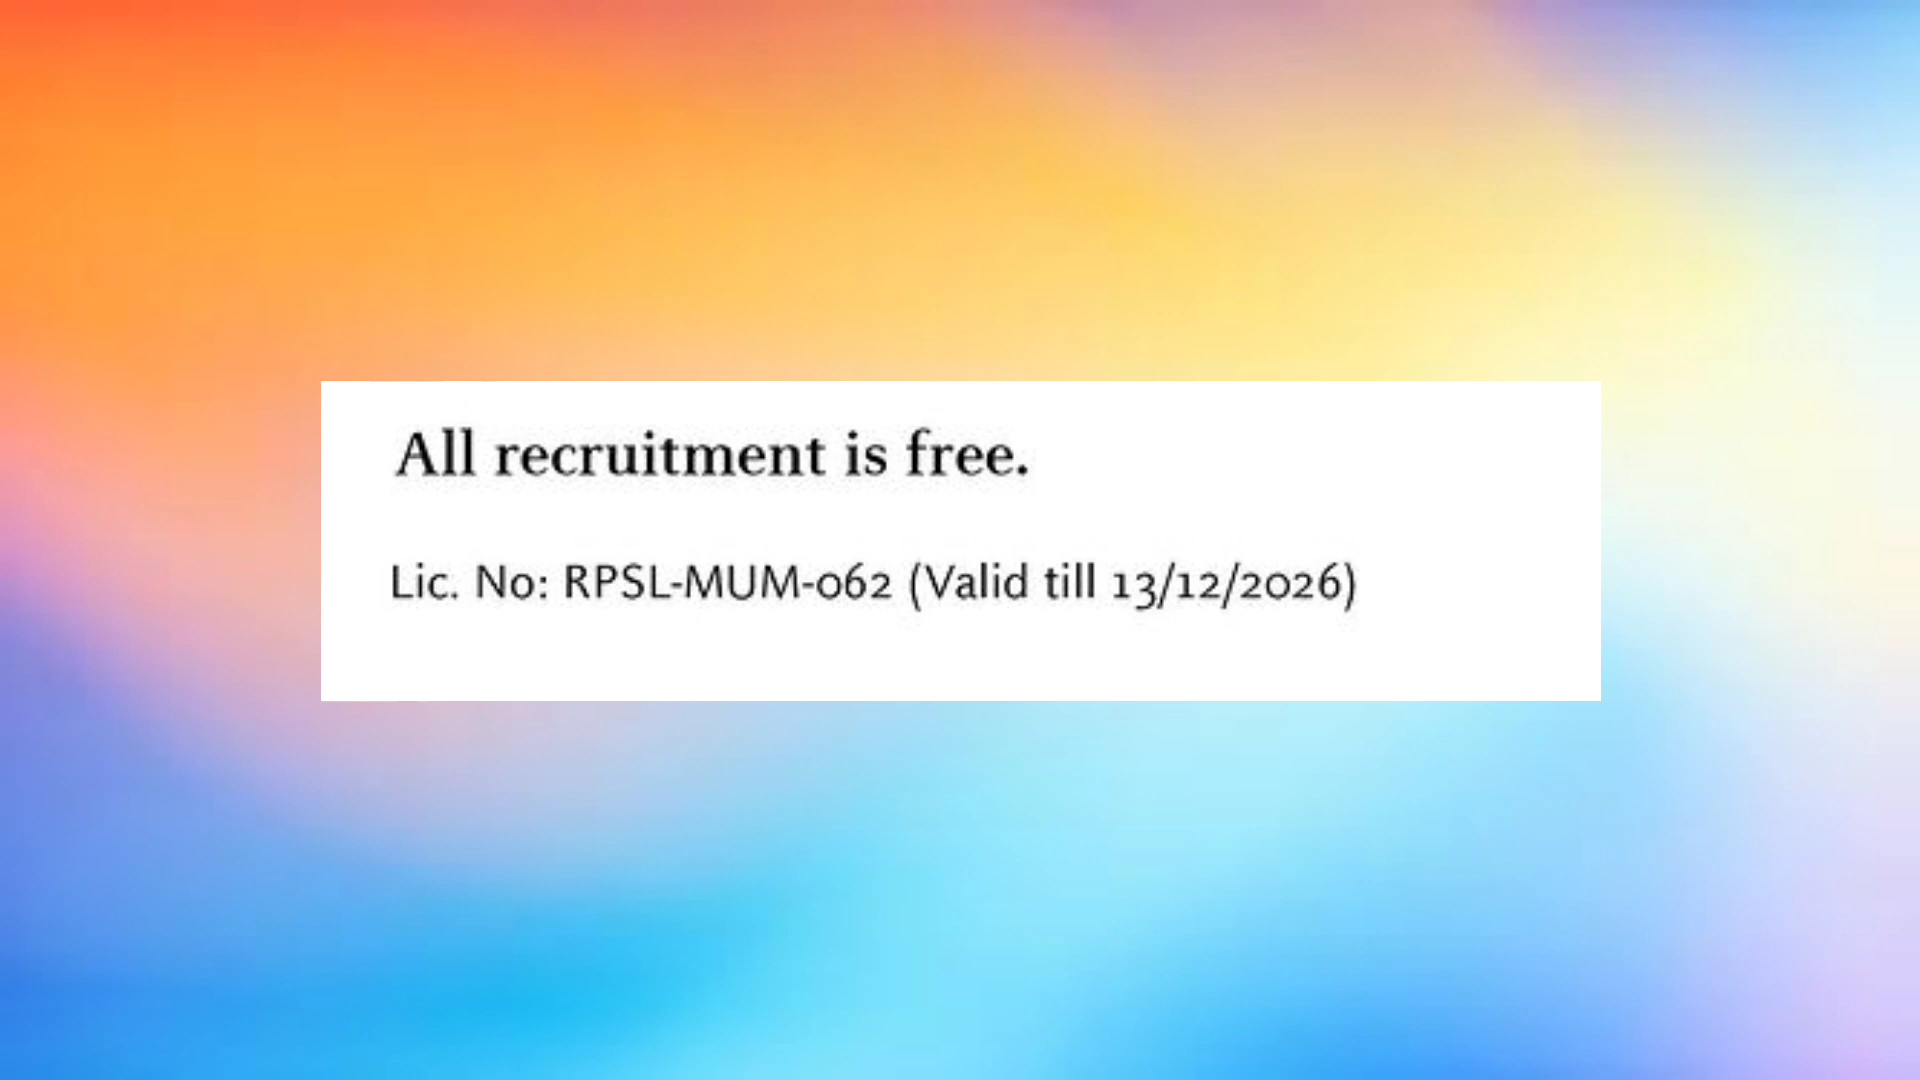 All recruitment is free.
Lic. No: RPSL-MUM-062 (Valid till 13/12/2026)